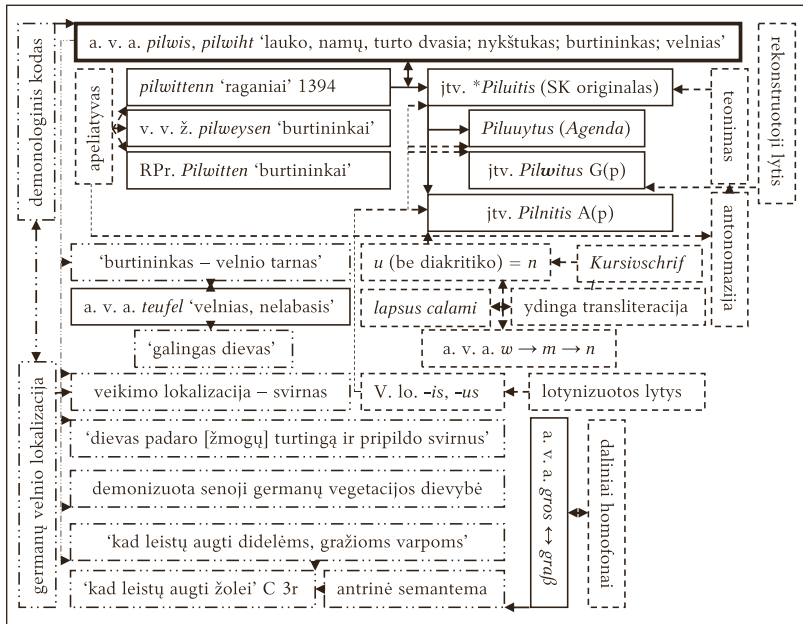 a. v. a. pilwis, pilwiht ‘lauko, namų, turto dvasia; nykštukas; burtininkas; velnias’
demonologinis kodas
apeliatyvas
pilwittenn ‘raganiai’ 1394
v. v. ž. pilweysen ‘burtininkai’
RPr. Pilwitten ‘burtininkai’
jtv. *Piluitis (SK originalas)
Piluuytus (Agenda)
jtv. Pilwitus G(p)
jtv. Pilnitis A(p)
teonimas
rekonstruotoji lytis
antonomazija
‘burtininkas – velnio tarnas’
u (be diakritiko) = n
Kursivschrift
a. v. a. teufel ‘velnias, nelabasis’
lapsus calami
ydinga transliteracija
‘galingas dievas’
a. v. a. w → m → n
germanų velnio lokalizacija
veikimo lokalizacija – svirnas
V. lo. –is, –us
lotynizuotos lytys
‘dievas padaro [žmogų] turtingą ir pripildo svirnus’
demonizuota senoji germanų vegetacijos dievybė
‘kad leistų augti didelėms, gražioms varpoms’
‘kad leistų augti žolei’ C 3r
antrinė semantema
a. v. a. gros ↔ graß
daliniai homofonai